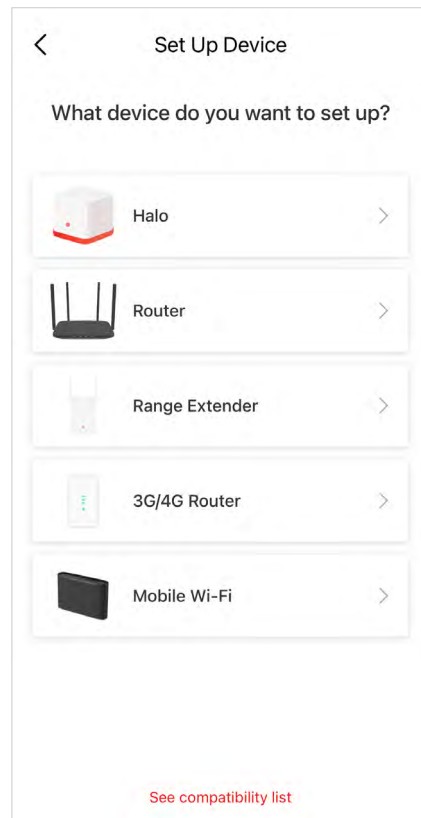 Set Up Device
What device do you want to set up?
Halo
Router
Range Extender
3G/4G Router
Mobile Wi-Fi
See compatibility list